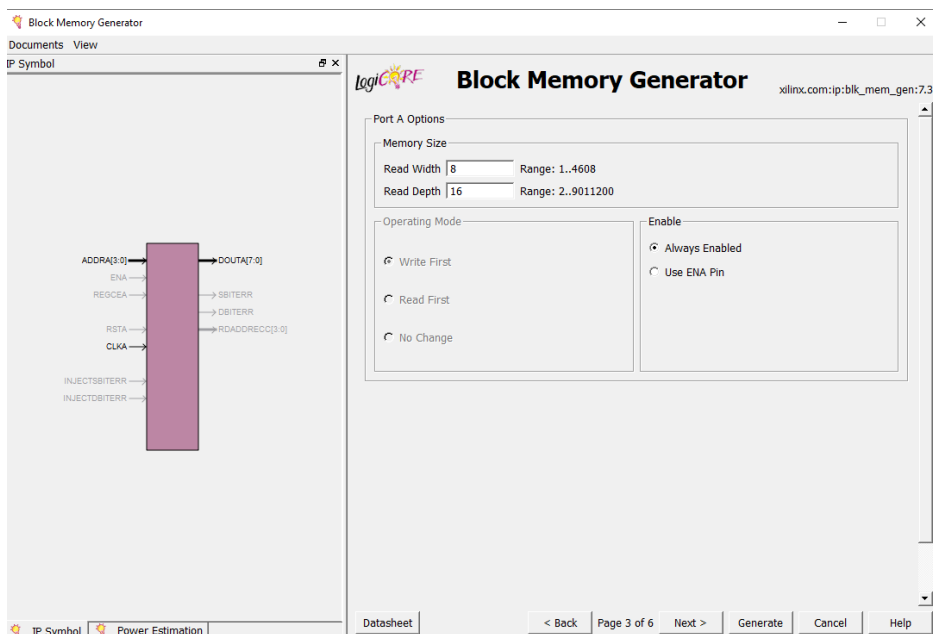 Block Memory Generator
Documents View
IP Symbol
logiCORE
Block Memory Generator
xilinx.com:ip:blk_mem_gen:7.3
Port A Options
Memory Size
Read Width 8 Range: 1..4608
Read Depth 16 Range: 2..9011200
Operating Mode
Write First
Read First
No Change
Enable
Always Enabled
Use ENA Pin
ADDRA[3:0] DOUTA[7:0]
ENA
REGCEA SBITERR
DBITERR
RSTA RDADDRECC[3:0]
CLKA
INJECTSBITERR
INJECTDBITERR
IP Symbol Power Estimation
Datasheet < Back Page 3 of 6 Next > Generate Cancel Help